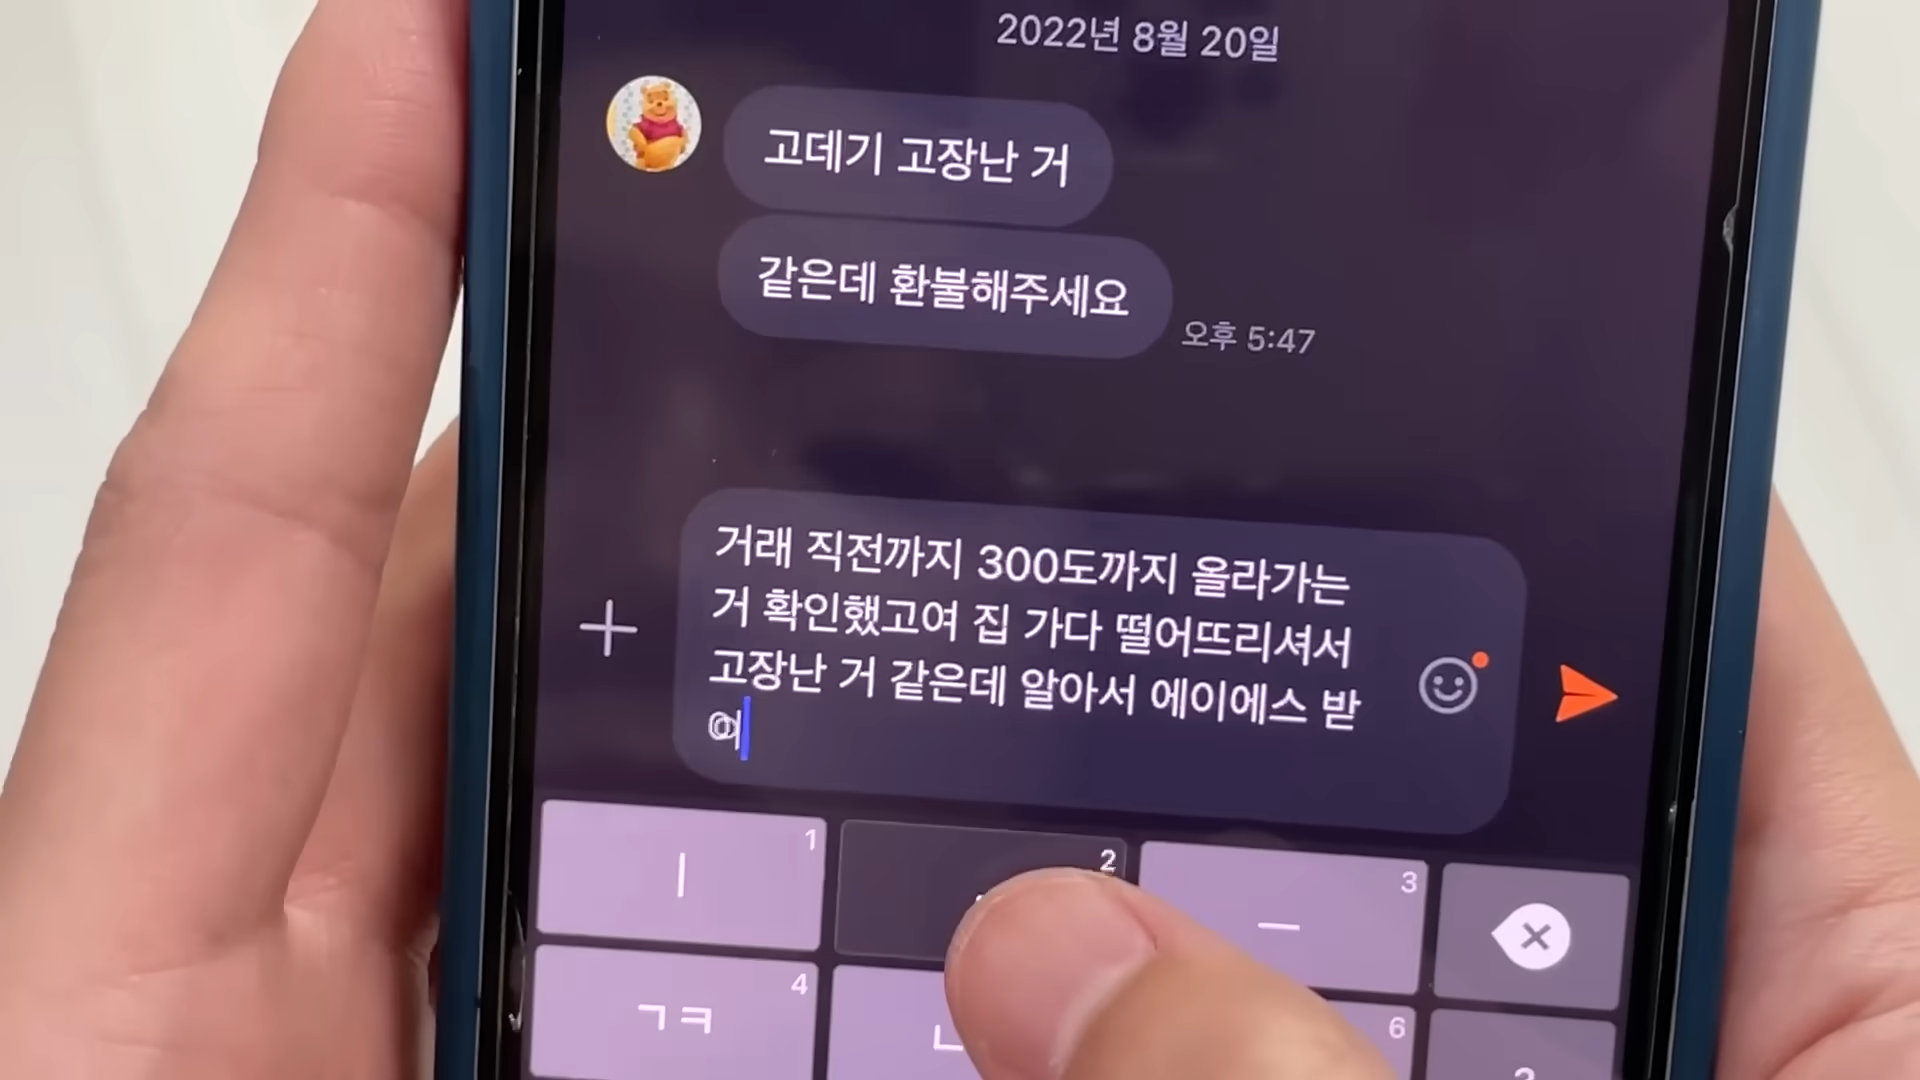 2022년 8월 20일
고데기 고장난 거
같은데 환불해주세요
오후 5:47
거래 직전까지 300도까지 올라가는
거 확인했고여 집 가다 떨어뜨리셔서
고장난 거 같은데 알아서 에이에스 받
1
2
3
ㅣ
ㅡ
4
6
ㄱㅋ